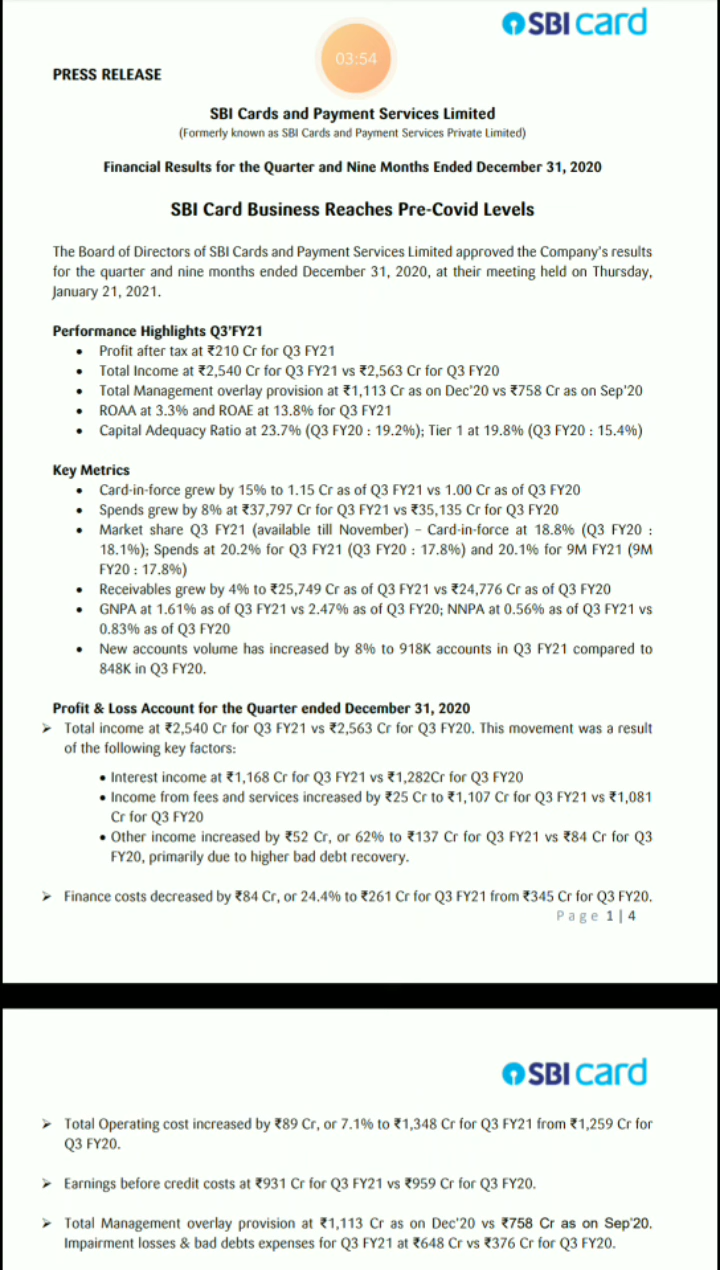 SBI card
03:54
PRESS RELEASE
SBI Cards and Payment Services Limited
(Formerly known as SBI Cards and Payment Services Private Limited)
Financial Results for the Quarter and Nine Months Ended December 31, 2020
SBI Card Business Reaches Pre-Covid Levels
The Board of Directors of SBI Cards and Payment Services Limited approved the Company's results
for the quarter and nine months ended December 31, 2020, at their meeting held on Thursday,
January 21, 2021.
Performance Highlights Q3'FY21
• Profit after tax at ₹210 Cr for Q3 FY21
• Total Income at ₹2,540 Cr for Q3 FY21 vs ₹2,563 Cr for Q3 FY20
• Total Management overlay provision at ₹1,113 Cr as on Dec'20 vs ₹758 Cr as on Sep'20
• ROAA at 3.3% and ROAE at 13.8% for Q3 FY21
• Capital Adequacy Ratio at 23.7% (Q3 FY20 : 19.2%); Tier 1 at 19.8% (Q3 FY20 : 15.4%)
Key Metrics
• Card-in-force grew by 15% to 1.15 Cr as of Q3 FY21 vs 1.00 Cr as of Q3 FY20
• Spends grew by 8% at ₹37,797 Cr for Q3 FY21 vs ₹35,135 Cr for Q3 FY20
• Market share Q3 FY21 (available till November) – Card-in-force at 18.8% (Q3 FY20 :
18.1%); Spends at 20.2% for Q3 FY21 (Q3 FY20 : 17.8%) and 20.1% for 9M FY21 (9M
FY20 : 17.8%)
• Receivables grew by 4% to ₹25,749 Cr as of Q3 FY21 vs ₹24,776 Cr as of Q3 FY20
• GNPA at 1.61% as of Q3 FY21 vs 2.47% as of Q3 FY20; NNPA at 0.56% as of Q3 FY21 vs
0.83% as of Q3 FY20
• New accounts volume has increased by 8% to 918K accounts in Q3 FY21 compared to
848K in Q3 FY20.
Profit & Loss Account for the Quarter ended December 31, 2020
➢ Total income at ₹2,540 Cr for Q3 FY21 vs ₹2,563 Cr for Q3 FY20. This movement was a result
of the following key factors:
• Interest income at ₹1,168 Cr for Q3 FY21 vs ₹1,282Cr for Q3 FY20
• Income from fees and services increased by ₹25 Cr to ₹1,107 Cr for Q3 FY21 vs ₹1,081
Cr for Q3 FY20
• Other income increased by ₹52 Cr, or 62% to ₹137 Cr for Q3 FY21 vs ₹84 Cr for Q3
FY20, primarily due to higher bad debt recovery.
➢ Finance costs decreased by ₹84 Cr, or 24.4% to ₹261 Cr for Q3 FY21 from ₹345 Cr for Q3 FY20.
Page 1 | 4
SBI card
➢ Total Operating cost increased by ₹89 Cr, or 7.1% to ₹1,348 Cr for Q3 FY21 from ₹1,259 Cr for
Q3 FY20.
➢ Earnings before credit costs at ₹931 Cr for Q3 FY21 vs ₹959 Cr for Q3 FY20.
➢ Total Management overlay provision at ₹1,113 Cr as on Dec'20 vs ₹758 Cr as on Sep'20.
Impairment losses & bad debts expenses for Q3 FY21 at ₹648 Cr vs ₹376 Cr for Q3 FY20.